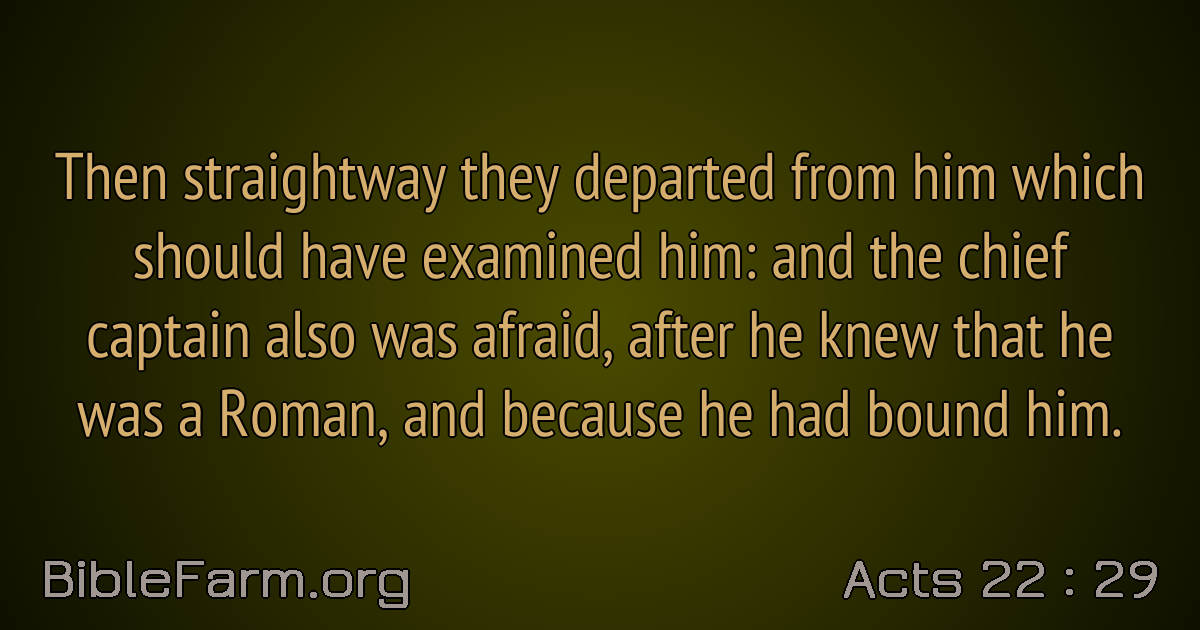 Then straightway they departed from him which
should have examined him: and the chief
captain also was afraid, after he knew that he
was a Roman, and because he had bound him.
BibleFarm.org
Acts 22 : 29